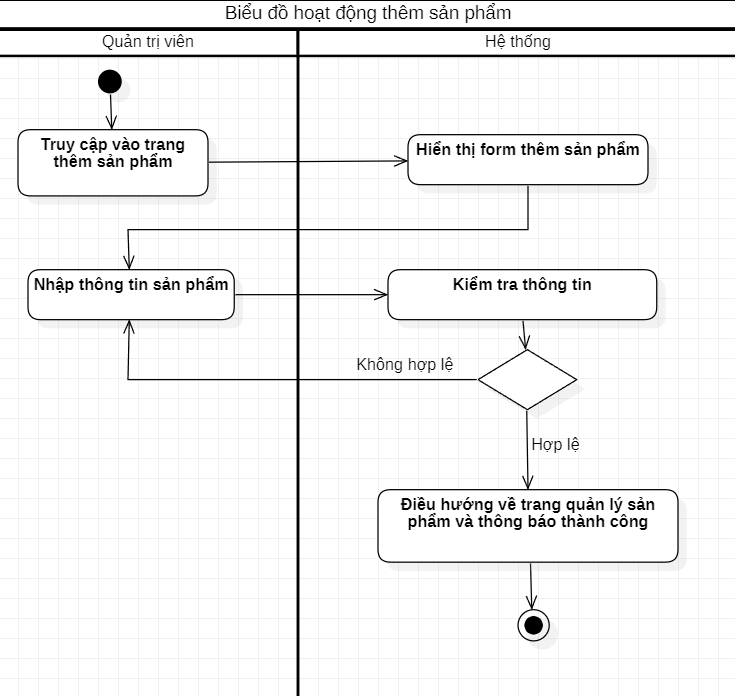 Biểu đồ hoạt động thêm sản phẩm
Quản trị viên
Hệ thống
Truy cập vào trang
thêm sản phẩm
Hiển thị form thêm sản phẩm
Nhập thông tin sản phẩm
Kiểm tra thông tin
Không hợp lệ
Hợp lệ
Điều hướng về trang quản lý sản
phẩm và thông báo thành công